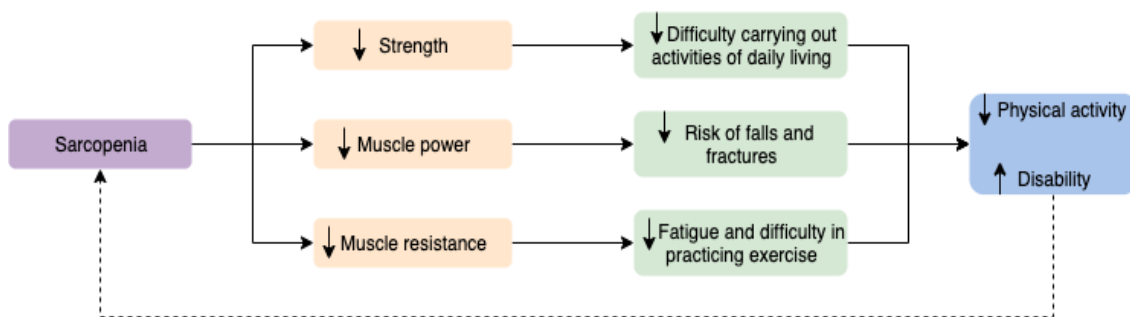 ↓ Strength
↓ Difficulty carrying out
activities of daily living
↓ Physical activity
Sarcopenia
↓ Muscle power
↓ Risk of falls and
fractures
↑ Disability
↓ Muscle resistance
↓ Fatigue and difficulty in
practicing exercise